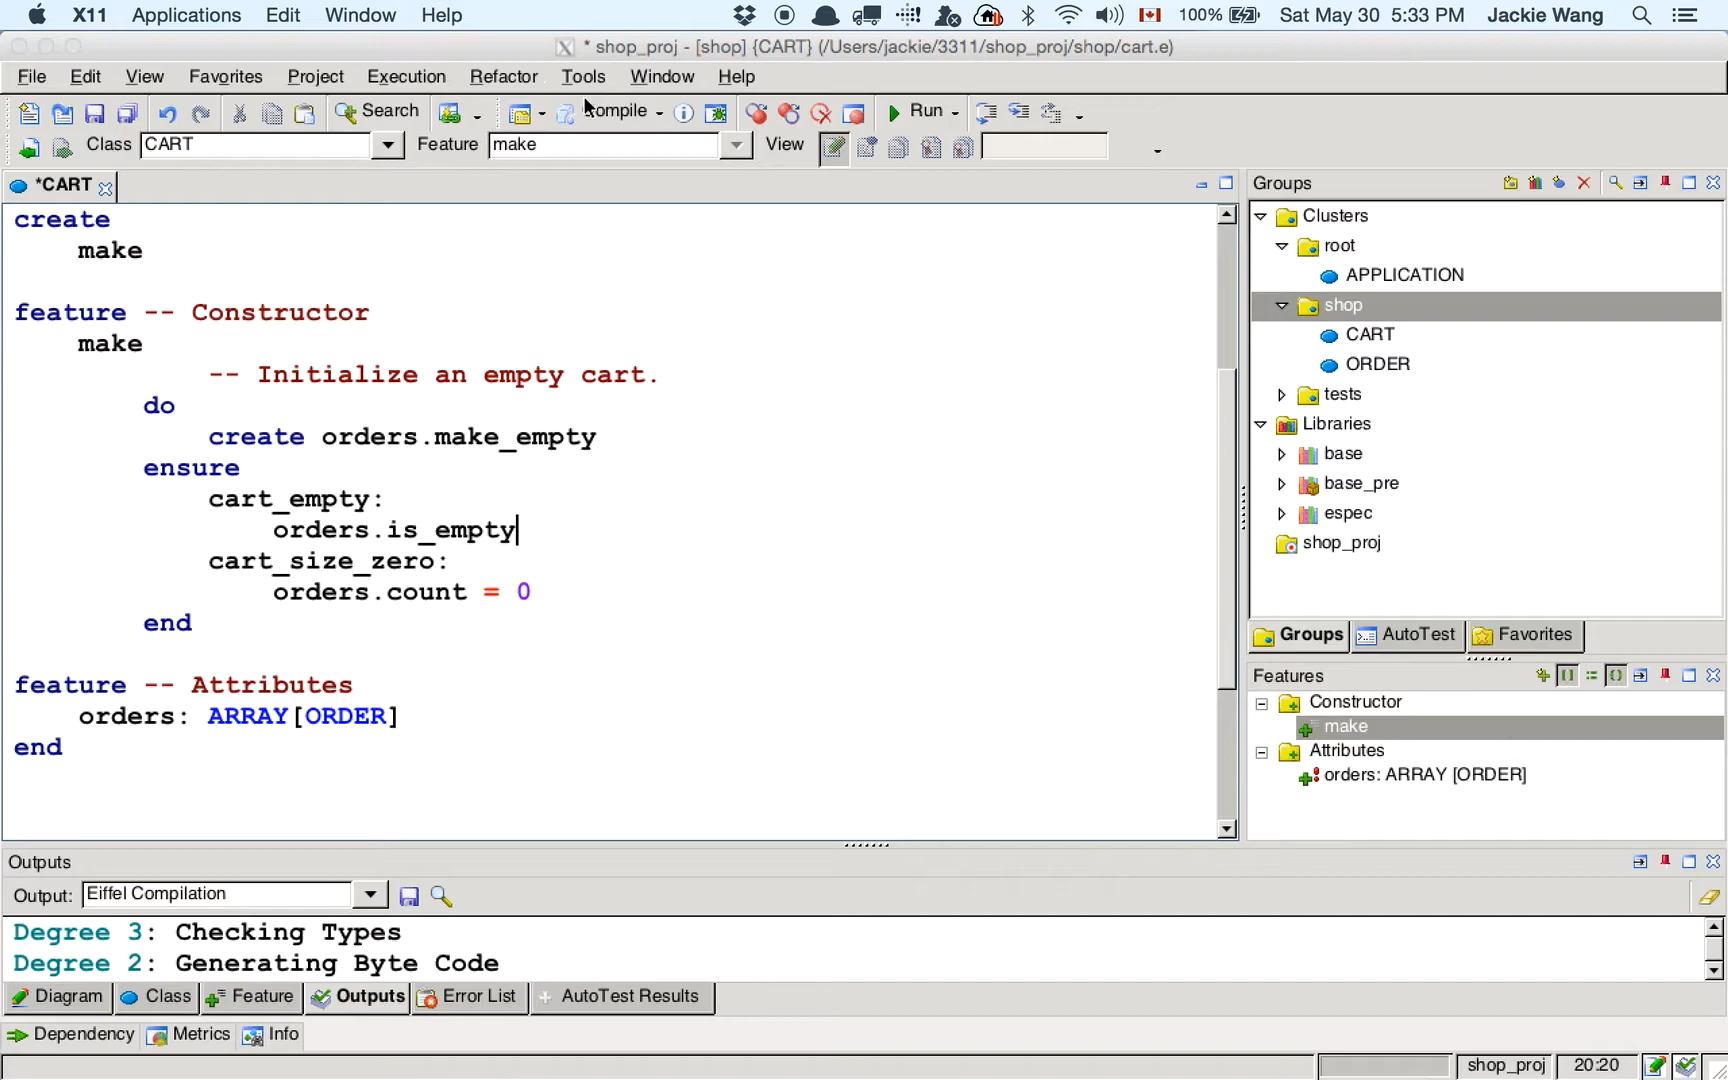 X11 Applications Edit Window Help 100% Sat May 30 5:33 PM Jackie Wang
* shop_proj - [shop] {CART} (/Users/jackie/3311/shop_proj/shop/cart.e)
File Edit View Favorites Project Execution Refactor Tools Window Help
Search Compile Run
Class CART Feature make View
*CART
create
make
feature -- Constructor
make
-- Initialize an empty cart.
do
create orders.make_empty
ensure
cart_empty:
orders.is_empty
cart_size_zero:
orders.count = 0
end
feature -- Attributes
orders: ARRAY[ORDER]
end
Groups
Clusters
root
APPLICATION
shop
CART
ORDER
tests
Libraries
base
base_pre
espec
shop_proj
Groups AutoTest Favorites
Features
Constructor
make
Attributes
orders: ARRAY [ORDER]
Outputs
Output: Eiffel Compilation
Degree 3: Checking Types
Degree 2: Generating Byte Code
Diagram Class Feature Outputs Error List AutoTest Results
Dependency Metrics Info
shop_proj 20:20